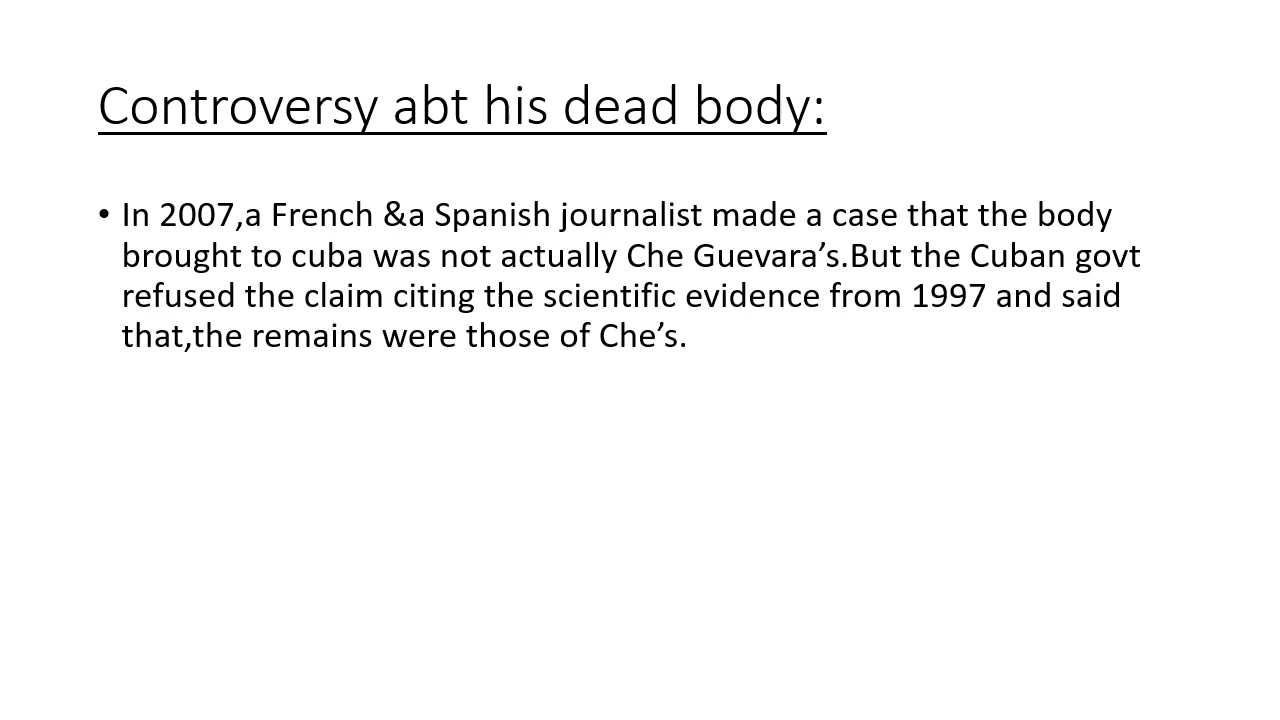 Controversy abt his dead body:
• In 2007,a French &a Spanish journalist made a case that the body
brought to cuba was not actually Che Guevara’s.But the Cuban govt
refused the claim citing the scientific evidence from 1997 and said
that,the remains were those of Che’s.